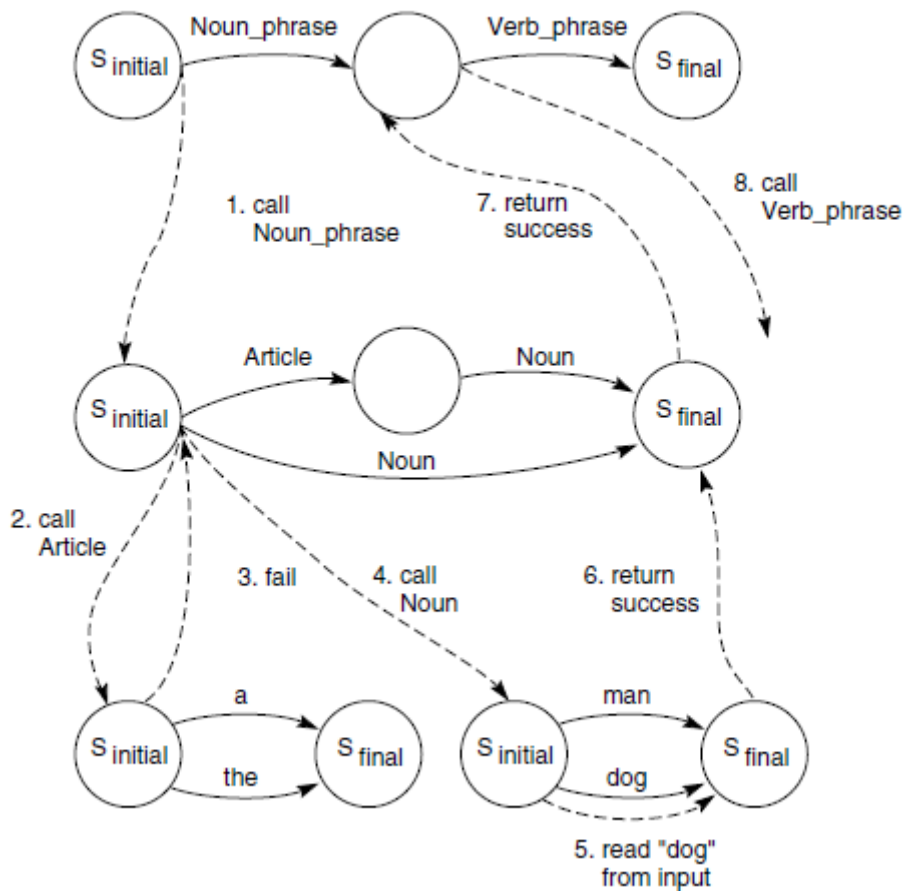 Noun_phrase
Verb_phrase
S initial
S final
1. call
Noun_phrase
7. return
success
8. call
Verb_phrase
Article
Noun
S initial
S final
Noun
2. call
Article
3. fail
4. call
Noun
6. return
success
a
man
S initial
S final
S initial
S final
the
dog
5. read "dog"
from input